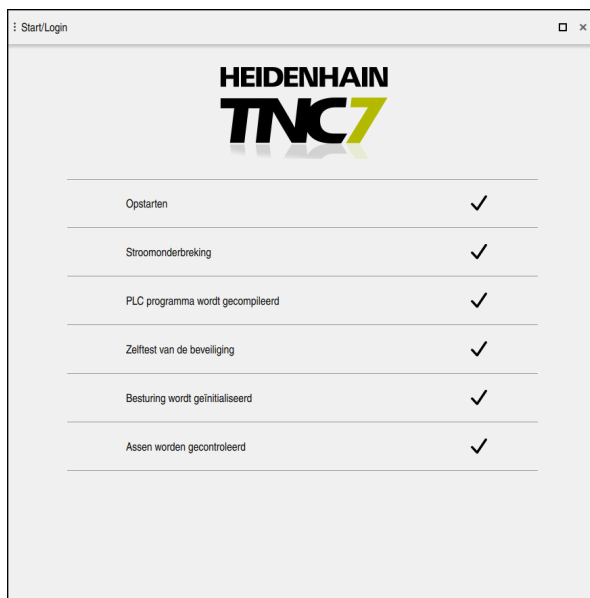 Start/Login
HEIDENHAIN
TNC7
Opstarten
Stroomonderbreking
PLC programma wordt gecompileerd
Zelftest van de beveiliging
Besturing wordt geïnitialiseerd
Assen worden gecontroleerd